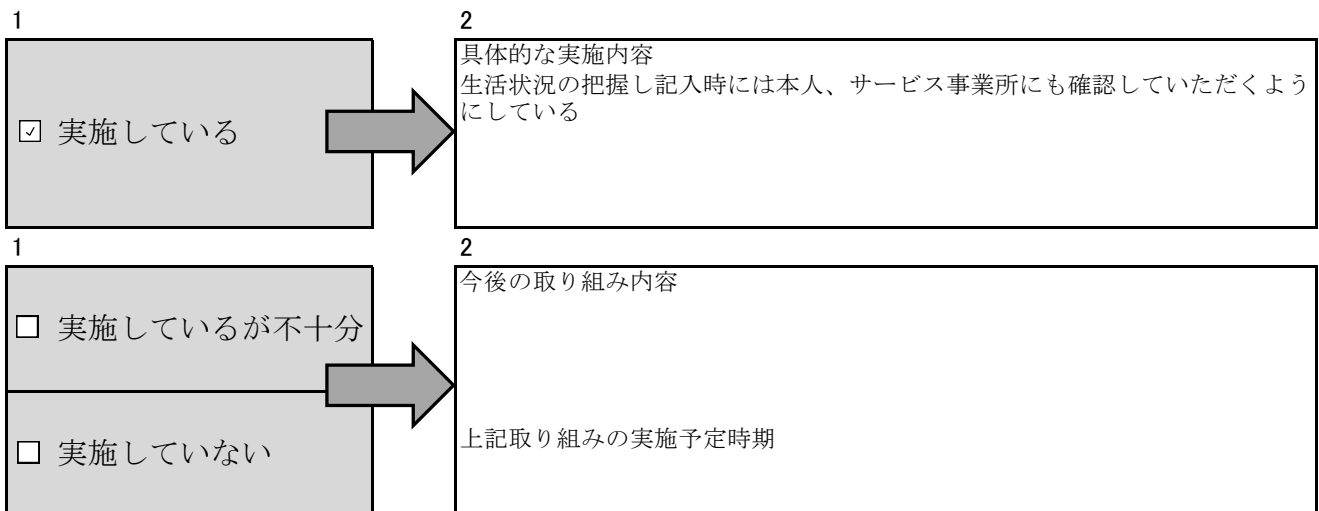 1
2
☑ 実施している
具体的な実施内容
生活状況の把握し記入時には本人、サービス事業所にも確認していただくよう
にしている
1
2
□ 実施しているが不十分
□ 実施していない
今後の取り組み内容
上記取り組みの実施予定時期